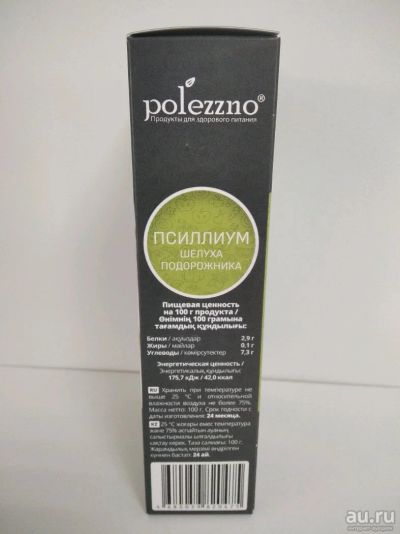 polezzno®
Продукты для здорового питания
ПСИЛЛИУМ
ШЕЛУХА
ПОДОРОЖНИКА
Пищевая ценность
на 100 г продукта /
Өнімнің 100 грамына
тағамдық құндылығы:
Белки / ақуыздар 2,9 г
Жиры / майлар 0,1 г
Углеводы / көмірсутектер 7,3 г
Энергетическая ценность /
Энергетикалық құндылығы:
175,7 кДж / 42,0 ккал
RU Хранить при температуре не
выше 25 °С и относительной
влажности воздуха не более 75%.
Масса нетто: 100 г. Срок годности с
даты изготовления: 24 месяца.
KZ 25 °С жоғары емес температура
және 75% аспайтын ауаның
салыстырмалы ылғалдылығы
сақтау керек. Таза салмағы: 100 г.
Жарамдылық мерзімі өндірілген
күннен бастап: 24 ай.
au.ru